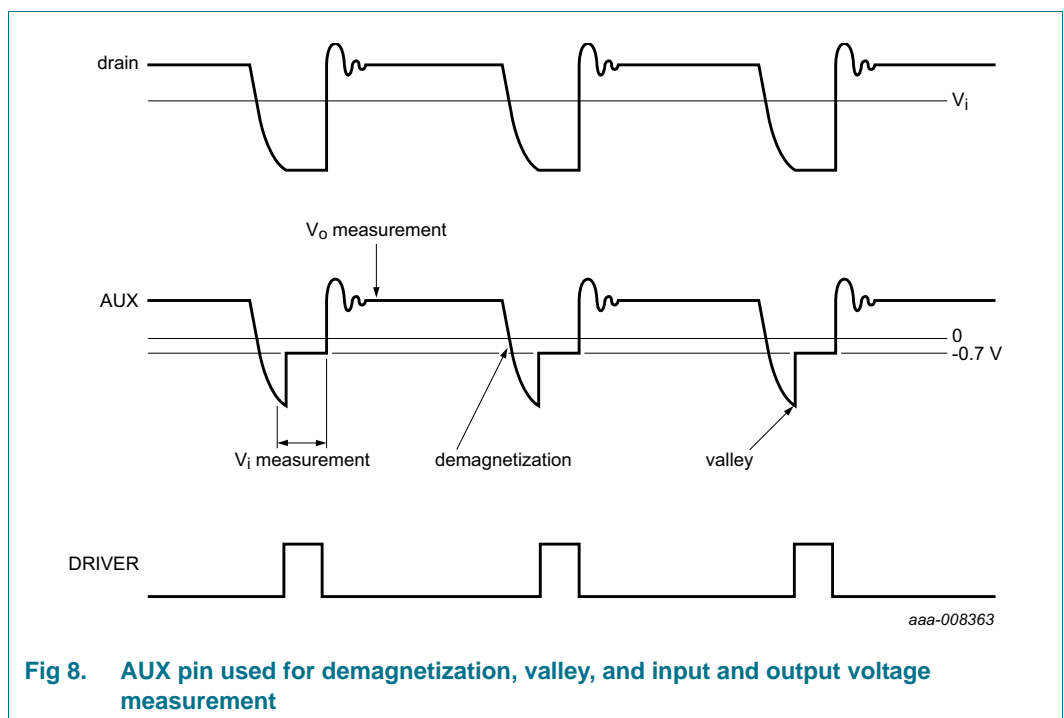 drain
Vi
Vo measurement
AUX
0
-0.7 V
Vi measurement
demagnetization
valley
DRIVER
aaa-008363
Fig 8. AUX pin used for demagnetization, valley, and input and output voltage
measurement